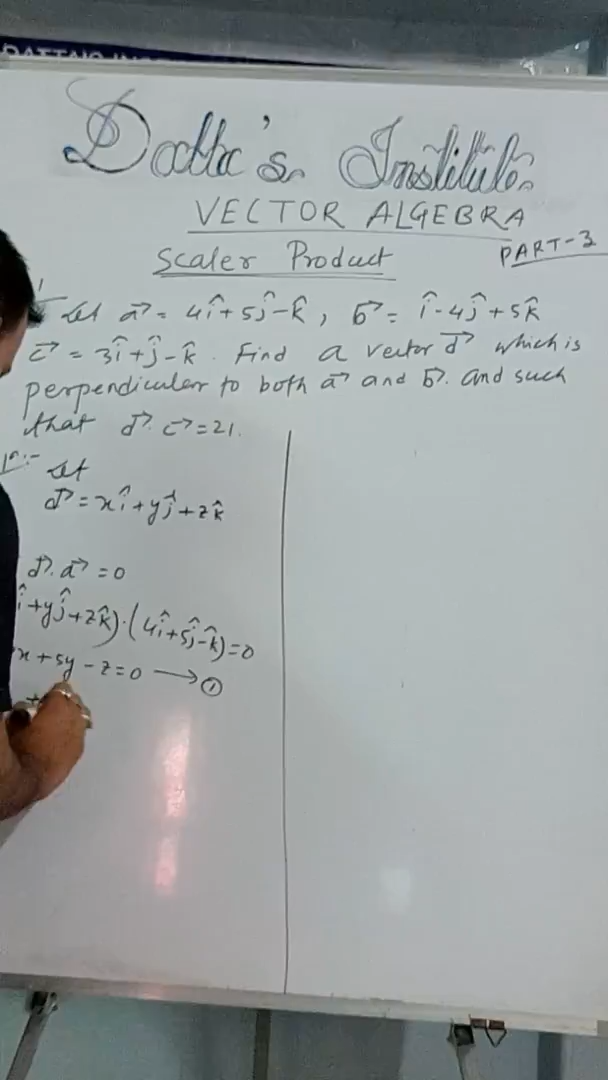 Datta's Institute
VECTOR ALGEBRA
Scaler Product
PART-3
Let a⃗ = 4î+5ĵ-k̂, b⃗ = î-4ĵ+5k̂
c⃗ = 3î+ĵ-k̂. Find a vector d⃗ which is
perpendicular to both a⃗ and b⃗. and such
that d⃗.c⃗=21.
Let
d⃗=xî+yĵ+zk̂
d⃗.a⃗=0
î+yĵ+zk̂).(4î+5ĵ-k̂)=0
x+5y-z=0 → ①